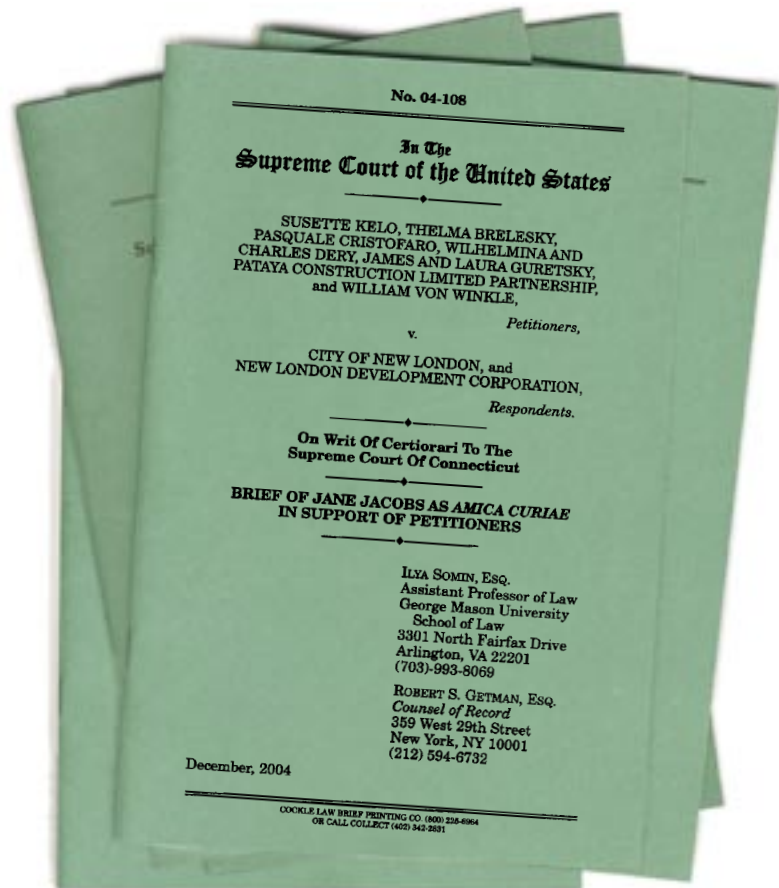 No. 04-108
In The
Supreme Court of the United States
SUSETTE KELO, THELMA BRELESKY,
PASQUALE CRISTOFARO, WILHELMINA AND
CHARLES DERY, JAMES AND LAURA GURETSKY,
PATAYA CONSTRUCTION LIMITED PARTNERSHIP,
and WILLIAM VON WINKLE,
Petitioners,
v.
CITY OF NEW LONDON, and
NEW LONDON DEVELOPMENT CORPORATION,
Respondents.
On Writ Of Certiorari To The
Supreme Court Of Connecticut
BRIEF OF JANE JACOBS AS AMICA CURIAE
IN SUPPORT OF PETITIONERS
ILYA SOMIN, ESQ.
Assistant Professor of Law
George Mason University
School of Law
3301 North Fairfax Drive
Arlington, VA 22201
(703)-993-8069
ROBERT S. GETMAN, ESQ.
Counsel of Record
359 West 29th Street
New York, NY 10001
(212) 594-6732
December, 2004
COCKLE LAW BRIEF PRINTING CO. (800) 225-6964
OR CALL COLLECT (402) 342-2831